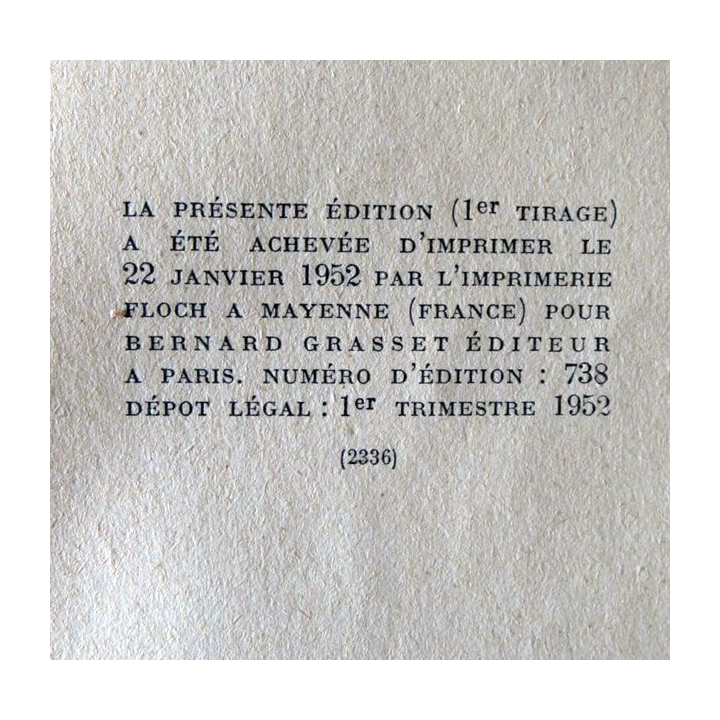 LA PRÉSENTE ÉDITION (1er TIRAGE)
A ÉTÉ ACHEVÉE D'IMPRIMER LE
22 JANVIER 1952 PAR L'IMPRIMERIE
FLOCH A MAYENNE (FRANCE) POUR
BERNARD GRASSET ÉDITEUR
A PARIS. NUMÉRO D'ÉDITION : 738
DÉPOT LÉGAL : 1er TRIMESTRE 1952
(2336)